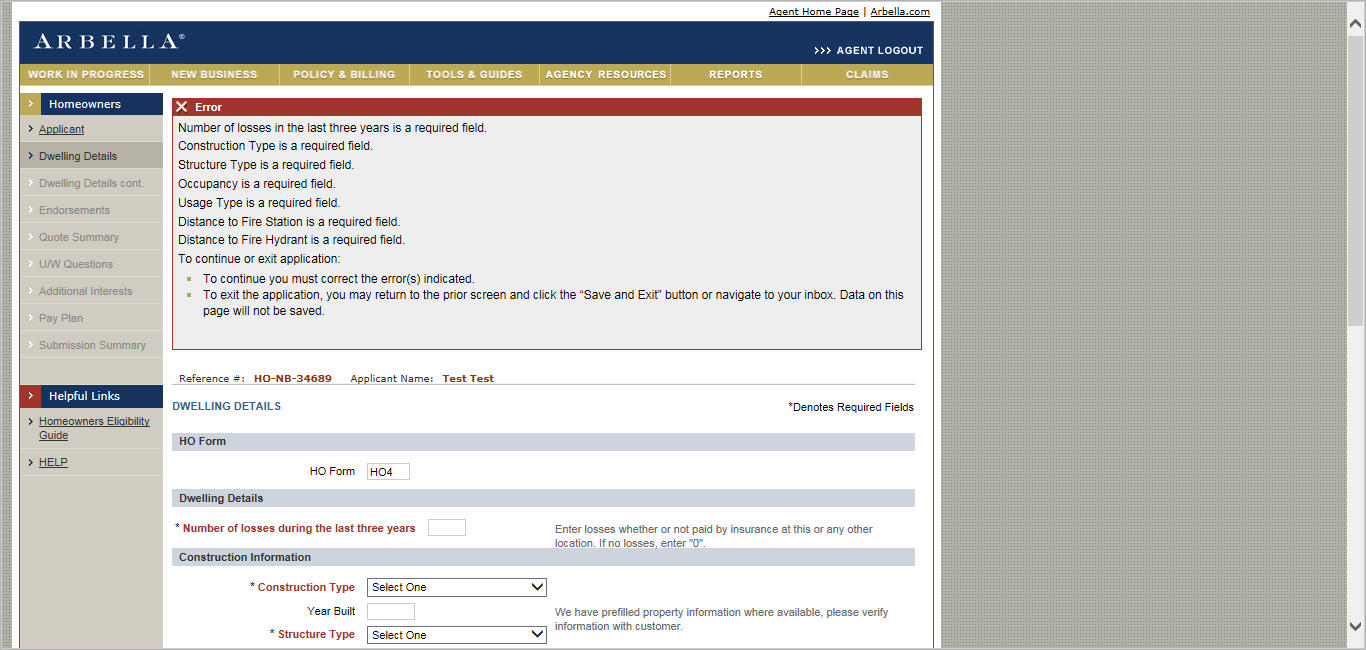 Agent Home Page | Arbella.com
ARBELLA®
>>> AGENT LOGOUT
WORK IN PROGRESS NEW BUSINESS POLICY & BILLING TOOLS & GUIDES AGENCY RESOURCES REPORTS CLAIMS
Homeowners
Applicant
Dwelling Details
Dwelling Details cont.
Endorsements
Quote Summary
U/W Questions
Additional Interests
Pay Plan
Submission Summary
Helpful Links
Homeowners Eligibility
Guide
HELP
Error
Number of losses in the last three years is a required field.
Construction Type is a required field.
Structure Type is a required field.
Occupancy is a required field.
Usage Type is a required field.
Distance to Fire Station is a required field.
Distance to Fire Hydrant is a required field.
To continue or exit application:
To continue you must correct the error(s) indicated.
To exit the application, you may return to the prior screen and click the “Save and Exit” button or navigate to your inbox. Data on
this page will not be saved.
Reference #: HO-NB-34689 Applicant Name: Test Test
DWELLING DETAILS
*Denotes Required Fields
HO Form
HO Form HO4
Dwelling Details
* Number of losses during the last three years
Enter losses whether or not paid by insurance at this or any other
location. If no losses, enter "0".
Construction Information
* Construction Type Select One
Year Built
We have prefilled property information where available, please verify
information with customer.
* Structure Type Select One